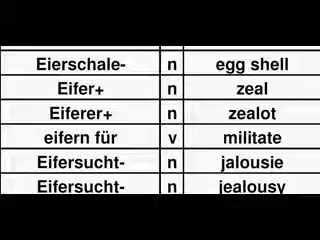 Eierschale- n egg shell
Eifer+ n zeal
Eiferer+ n zealot
eifern für v militate
Eifersucht- n jalousie
Eifersucht- n jealousy